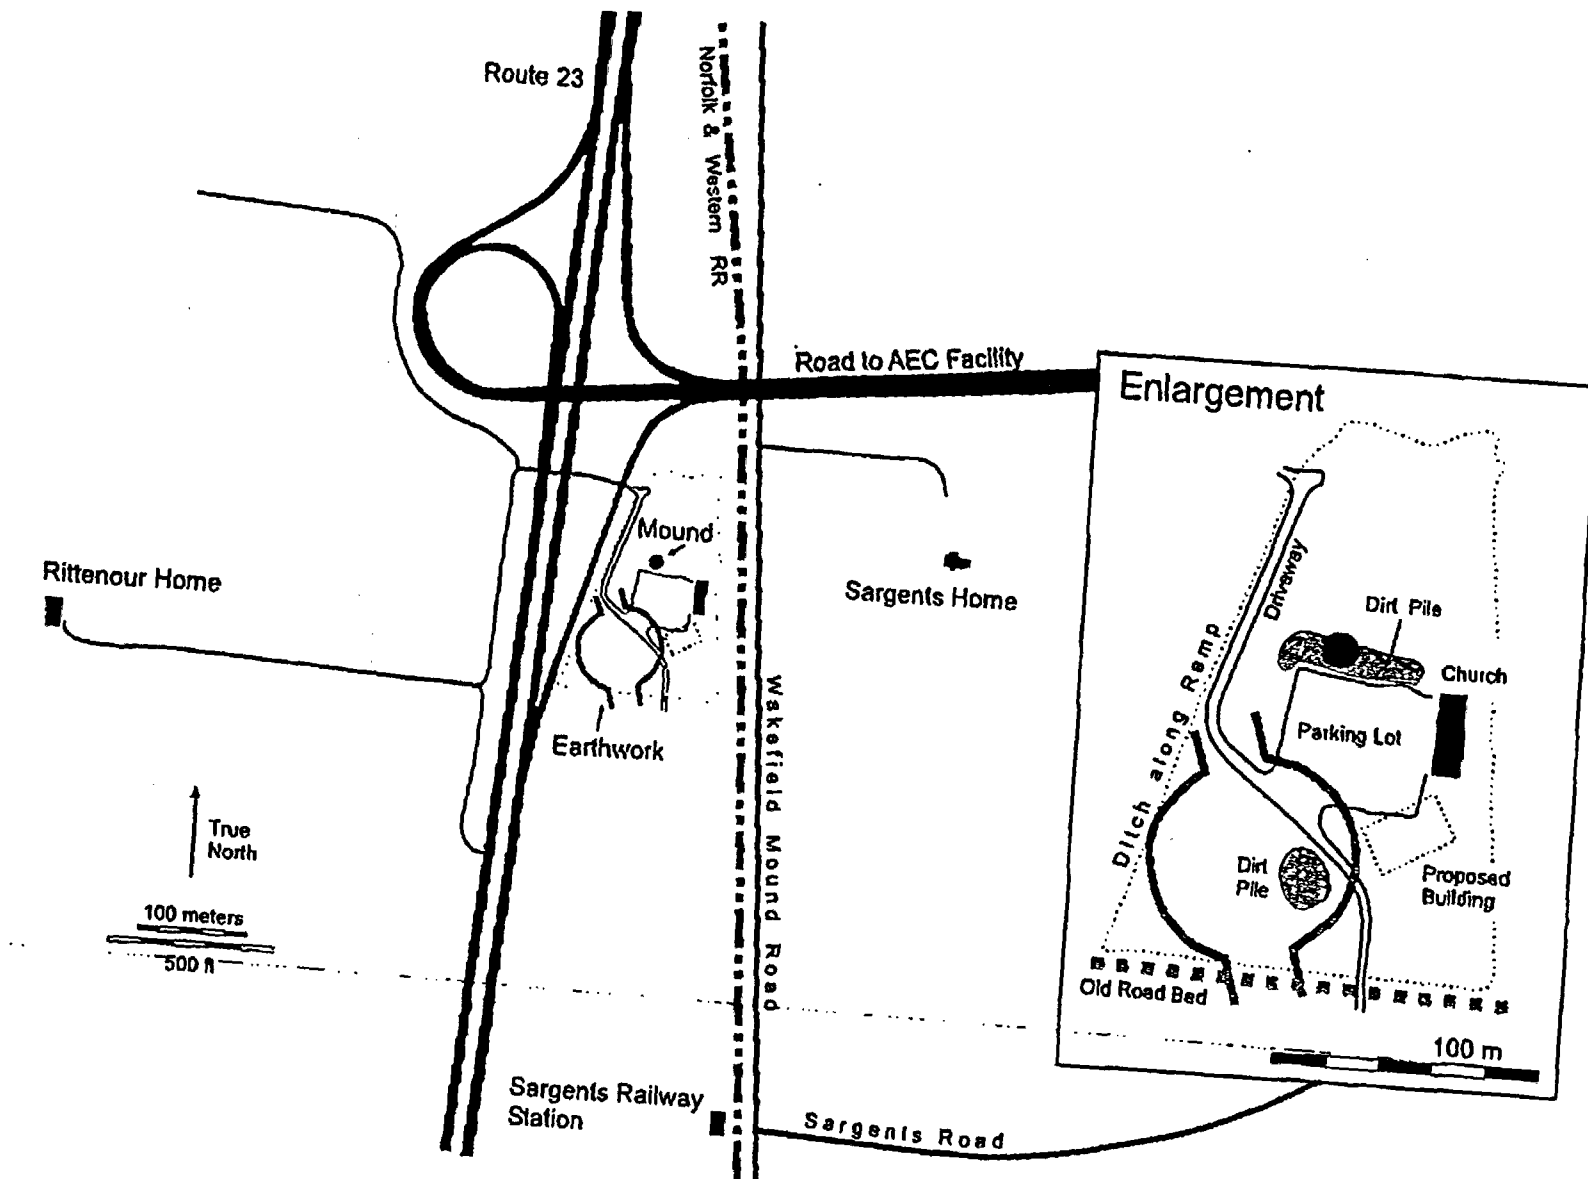 Route 23
Norfolk & Western RR
Road to AEC Facility
Enlargement
Mound
Rittenour Home
Sargents Home
Earthwork
Wakefield Mound Road
True
North
100 meters
500 ft
Sargents Railway
Station
Sargents Road
Driveway
Dirt Pile
Ditch along Ramp
Church
Parking Lot
Dirt
Pile
Proposed
Building
Old Road Bed
100 m